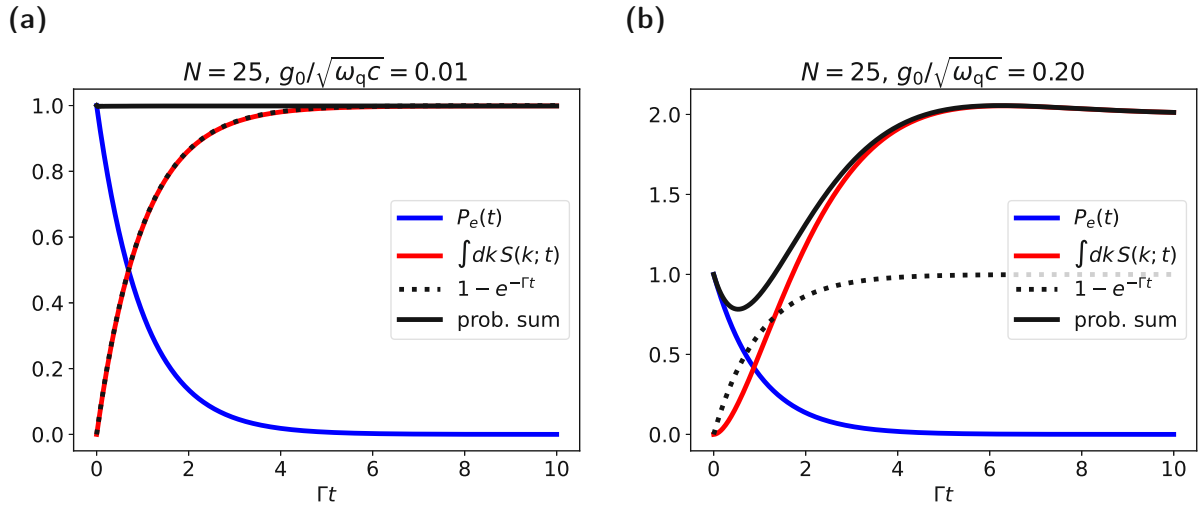 (a)
N = 25, g₀/√(ω_q c) = 0.01
1.0
0.8
0.6
0.4
0.2
0.0
P_e(t)
∫dk S(k; t)
1 − e^{−Γt}
prob. sum
0 2 4 6 8 10
Γt
(b)
N = 25, g₀/√(ω_q c) = 0.20
2.0
1.5
1.0
0.5
0.0
P_e(t)
∫dk S(k; t)
1 − e^{−Γt}
prob. sum
0 2 4 6 8 10
Γt